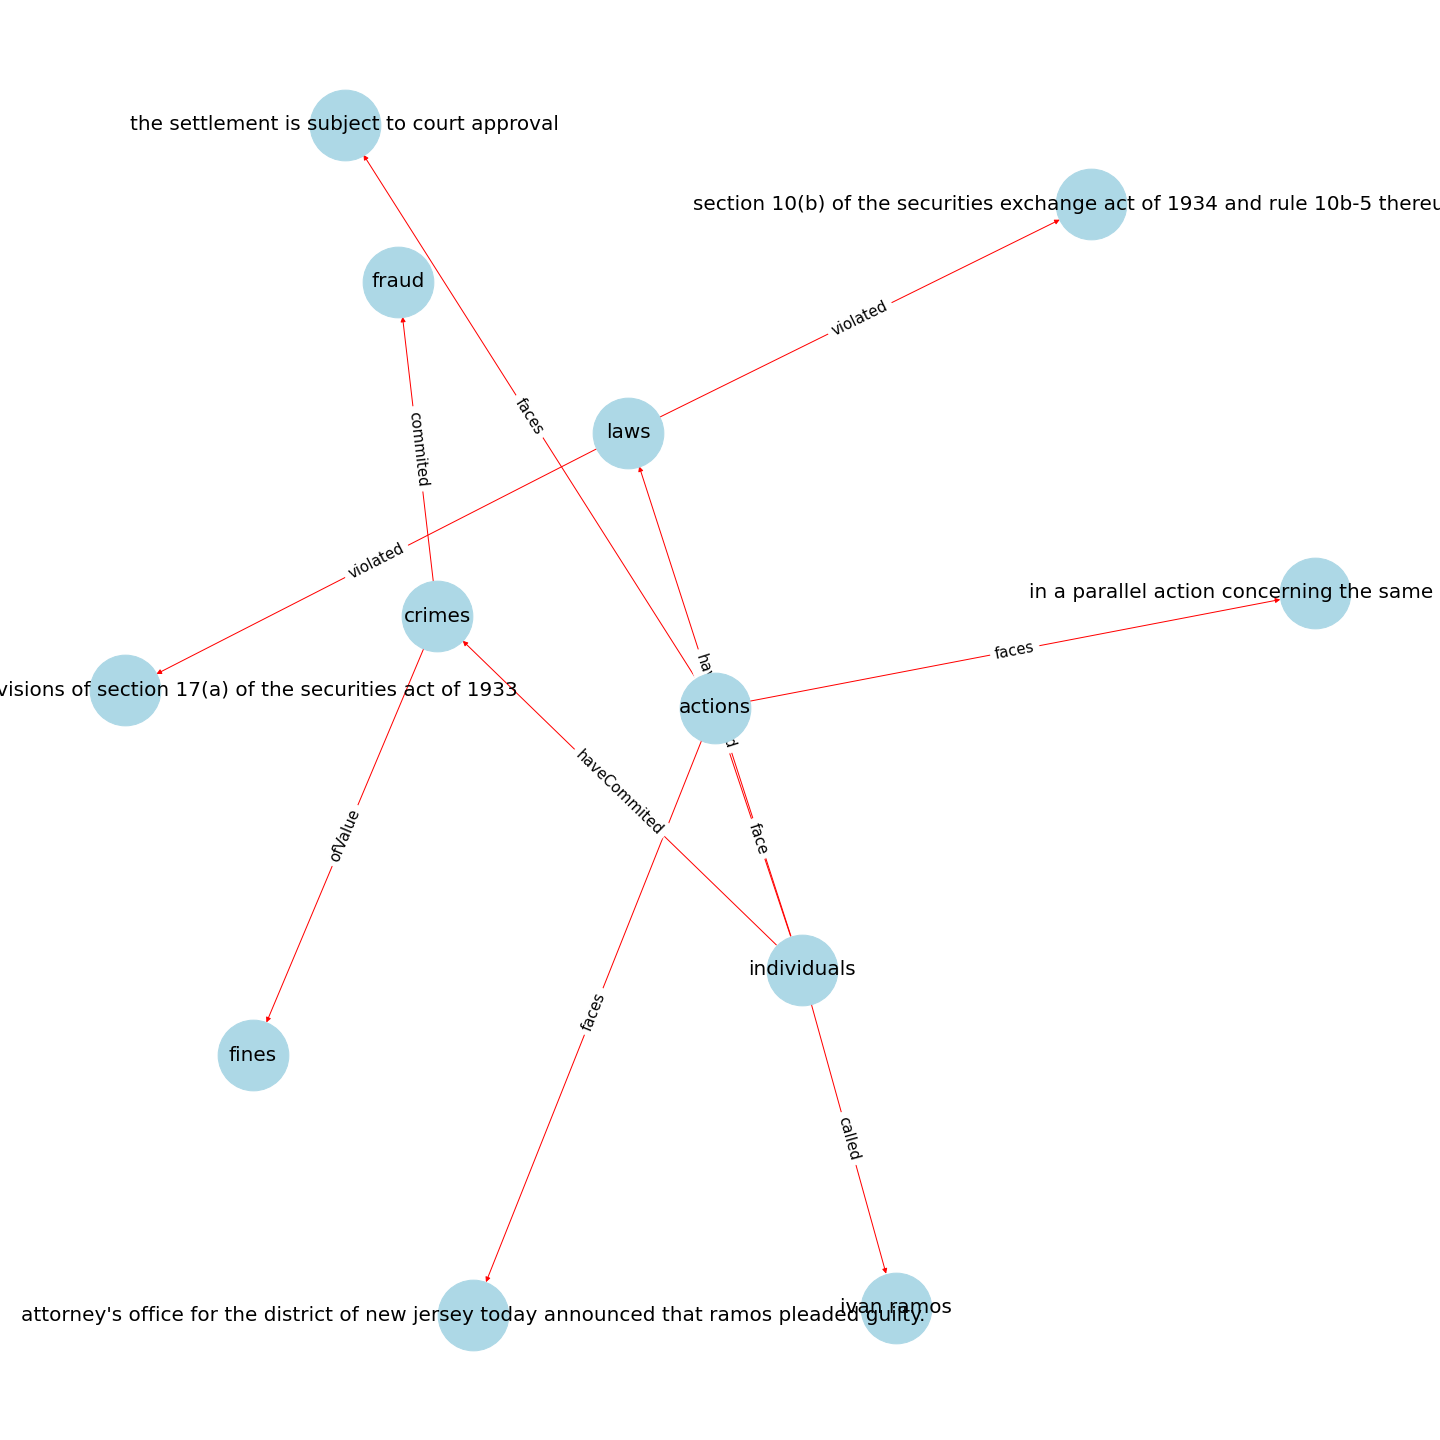 the settlement is subject to court approval
section 10(b) of the securities exchange act of 1934 and rule 10b-5
fraud
violated
faces
laws
commited
violated
in a parallel action concerning the same
crimes
faces
of section 17(a) of the securities act of 1933
actions
haveCommited
ofValue
face
individuals
faces
fines
called
ivan ramos
attorney's office for the district of new jersey today announced that ramos pleaded guilty.